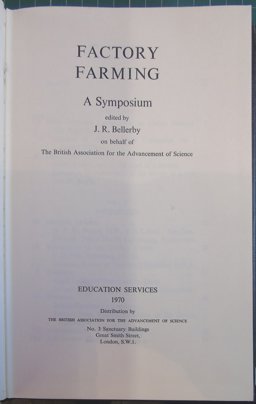 FACTORY
FARMING
A Symposium
edited by
J. R. Bellerby
on behalf of
The British Association for the Advancement of Science
EDUCATION SERVICES
1970
Distribution by
THE BRITISH ASSOCIATION FOR THE ADVANCEMENT OF SCIENCE
No. 3 Sanctuary Buildings
Great Smith Street,
London, S.W.1.